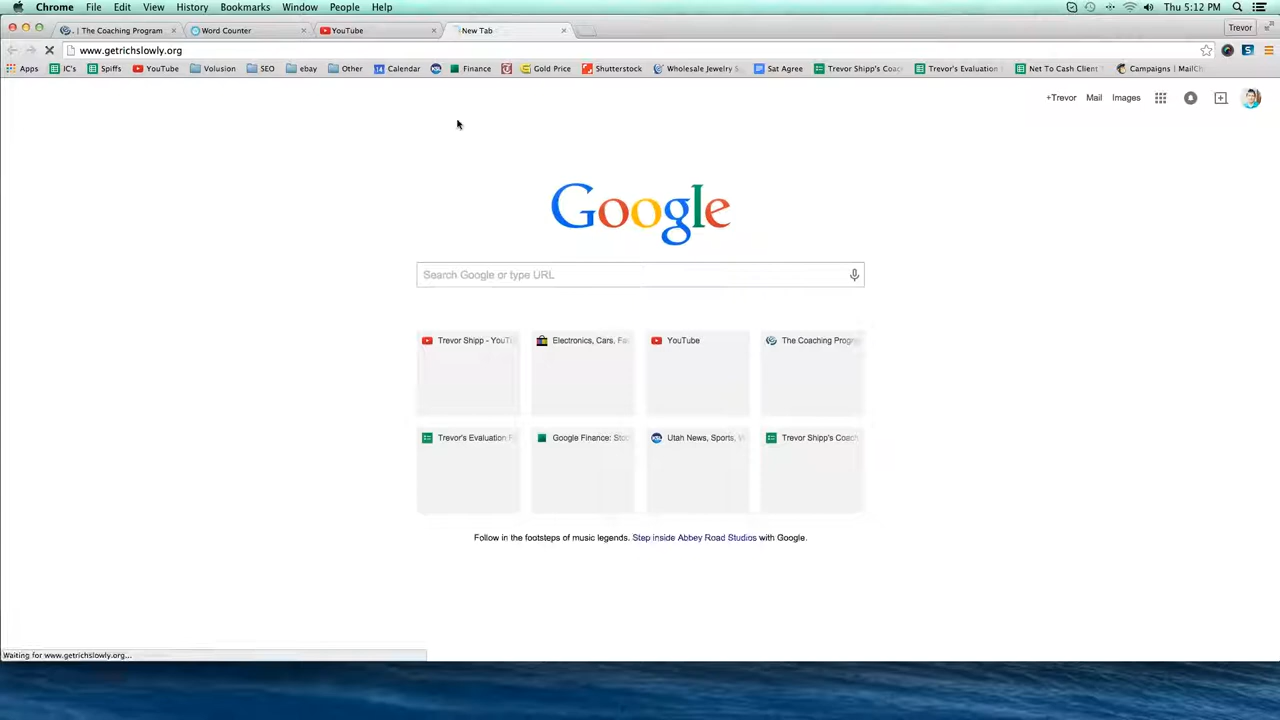 Chrome File Edit View History Bookmarks Window People Help Thu 5:12 PM
. | The Coaching Program Word Counter YouTube New Tab Trevor
www.getrichslowly.org
Apps IC's Spiffs YouTube Volusion SEO ebay Other Calendar Finance Gold Price Shutterstock Wholesale Jewelry S Sat Agree Trevor Shipp's Coac Trevor's Evaluation Net To Cash Client Campaigns | MailCh
+Trevor Mail Images
Google
Search Google or type URL
Trevor Shipp - YouTu Electronics, Cars, Fa YouTube The Coaching Progr
Trevor's Evaluation F Google Finance: Stoc Utah News, Sports, W Trevor Shipp's Coach
Follow in the footsteps of music legends. Step inside Abbey Road Studios with Google.
Waiting for www.getrichslowly.org...